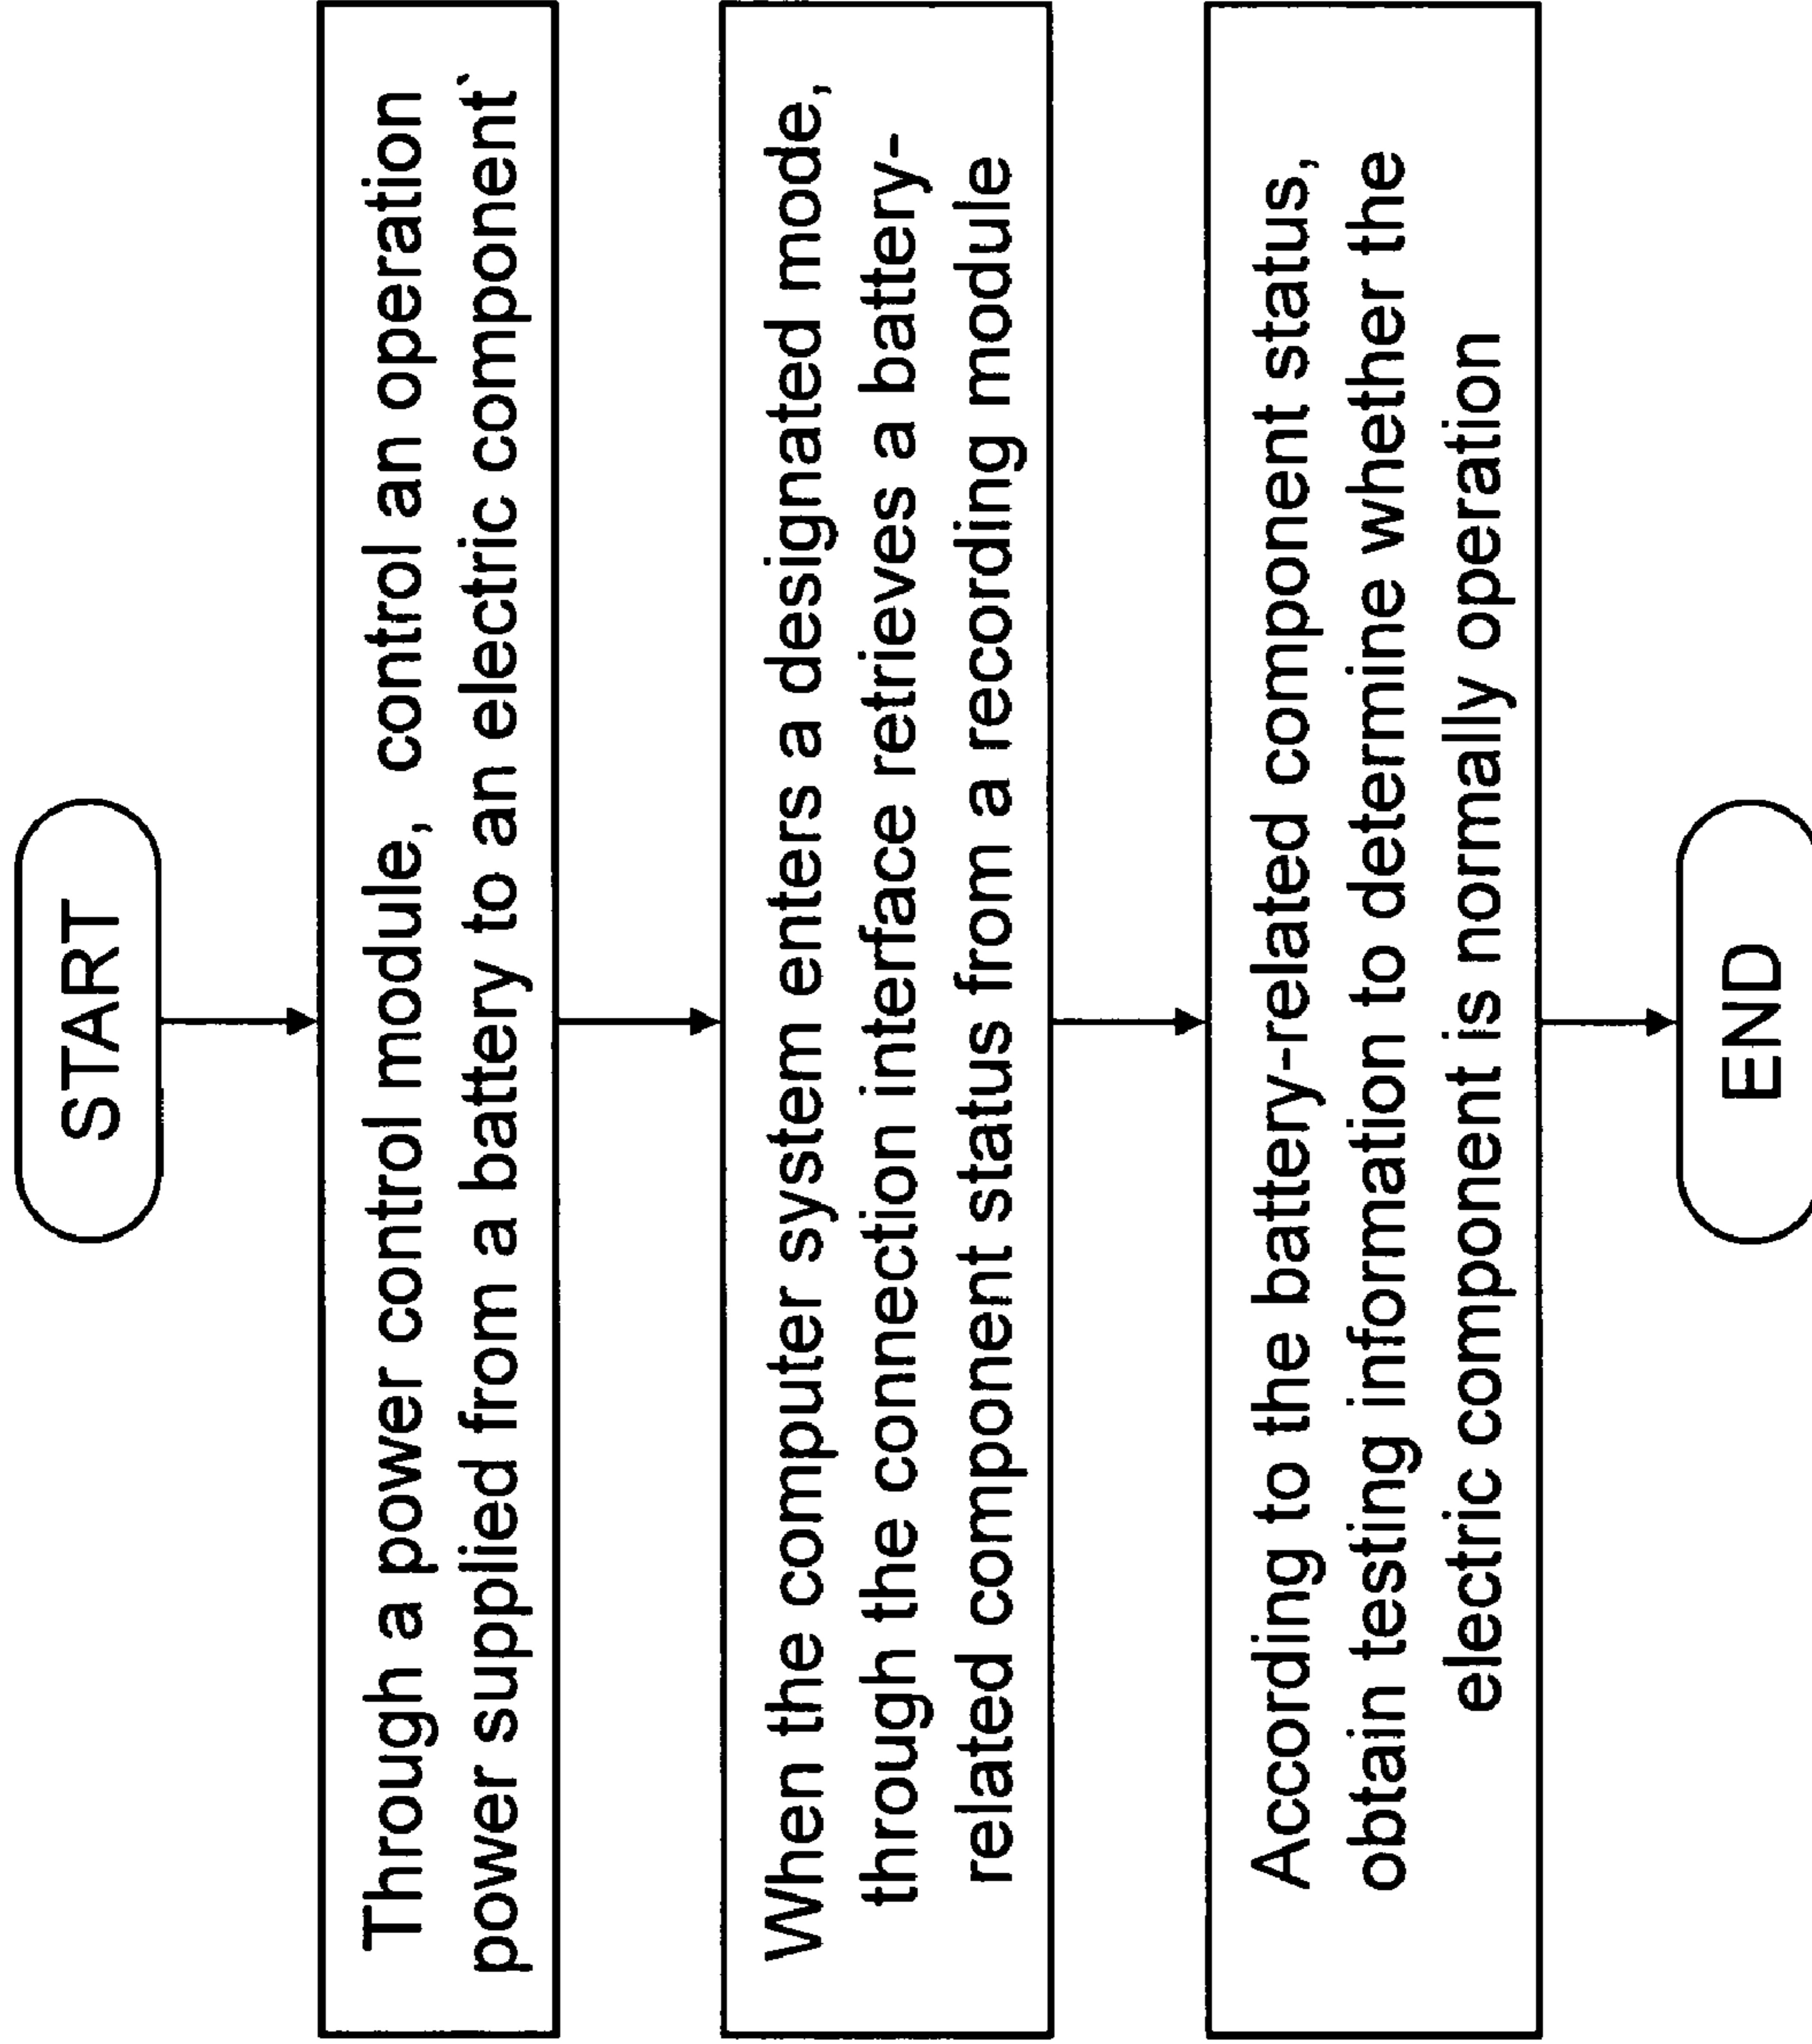 START
Through a power control module, control an operation
power supplied from a battery to an electric component
When the computer system enters a designated mode,
through the connection interface retrieves a battery-
related component status from a recording module
According to the battery-related component status,
obtain testing information to determine whether the
electric component is normally operation
END